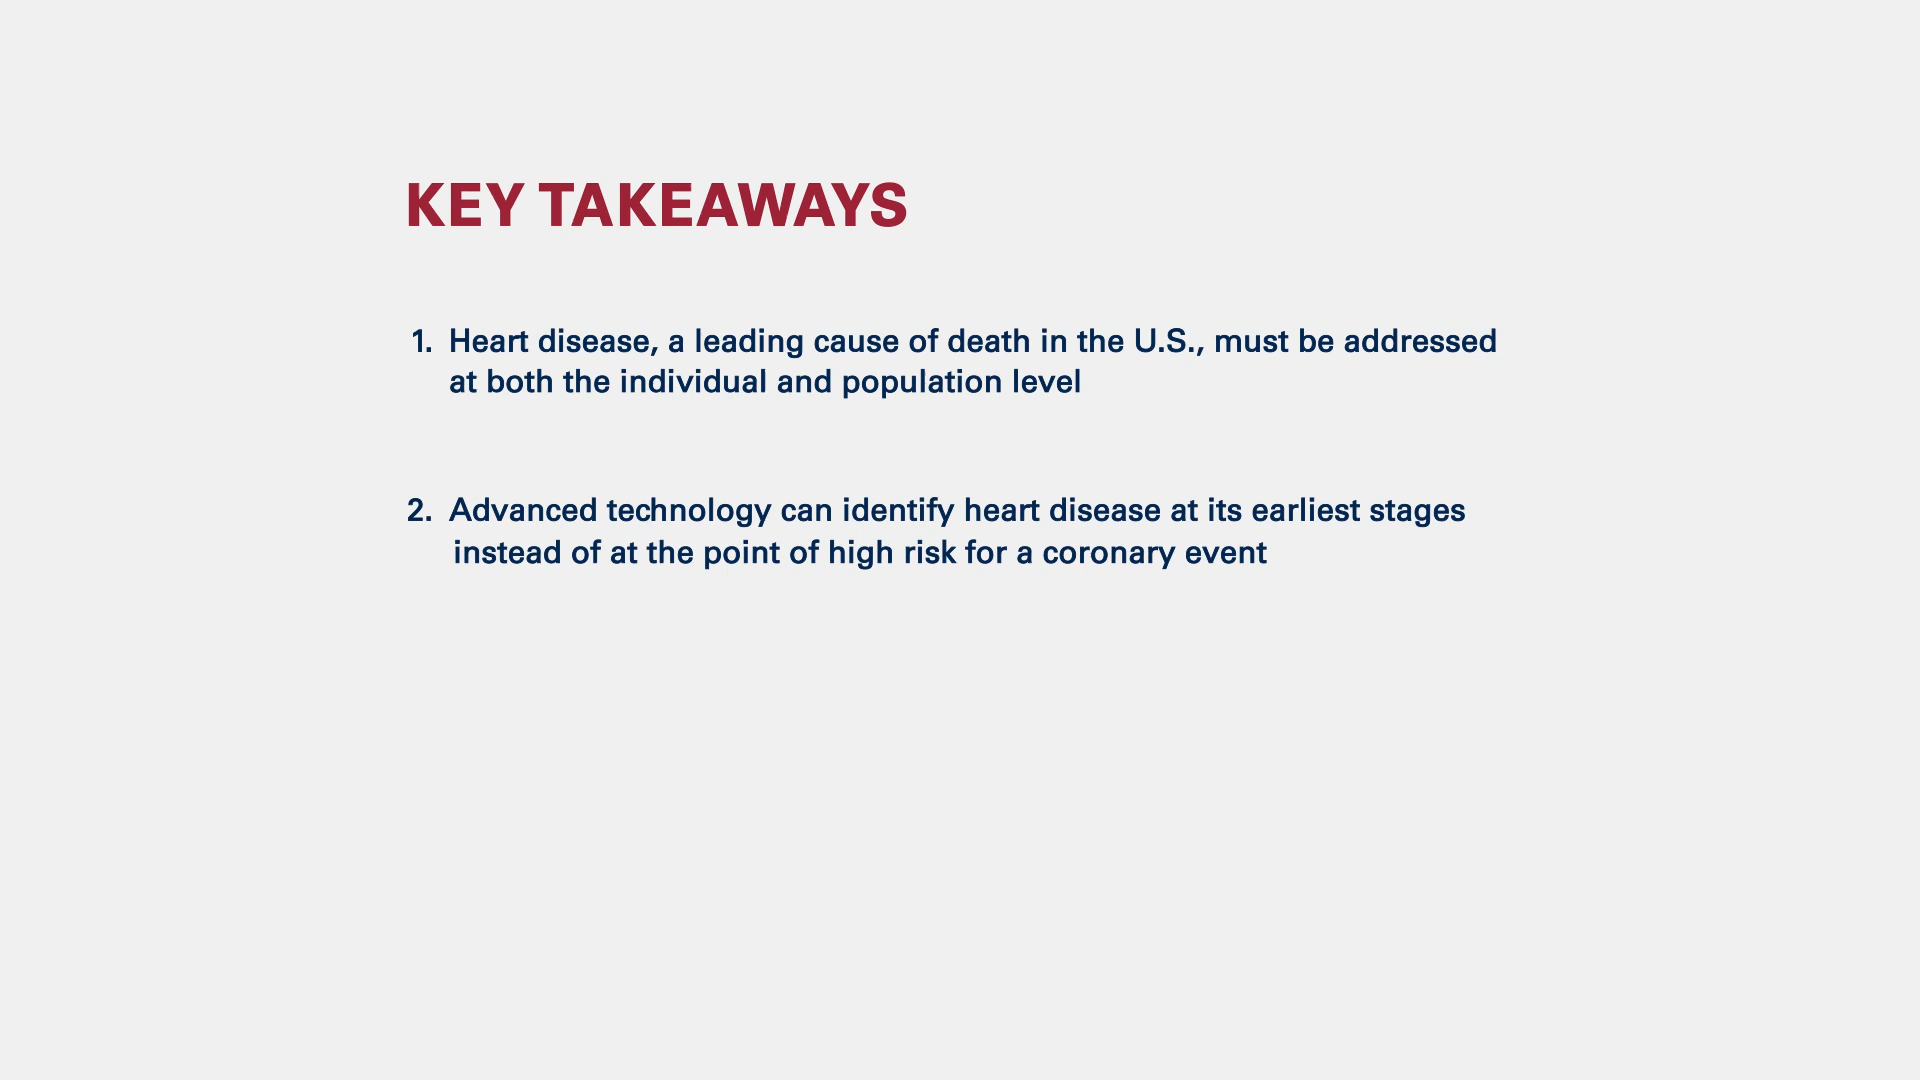 KEY TAKEAWAYS
1. Heart disease, a leading cause of death in the U.S., must be addressed
at both the individual and population level
2. Advanced technology can identify heart disease at its earliest stages
instead of at the point of high risk for a coronary event